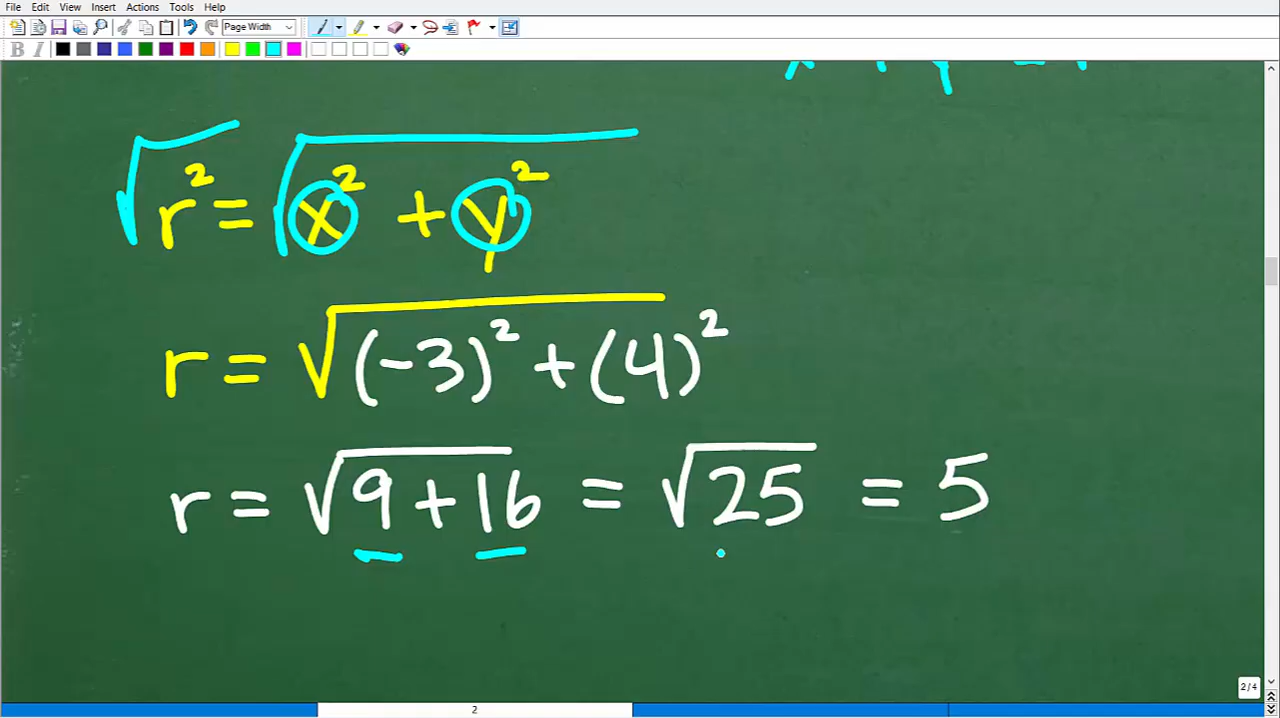 File Edit View Insert Actions Tools Help
Page Width
B I
√r² = √x² + y²
r = √(-3)² + (4)²
r = √9 + 16 = √25 = 5
2/4
2